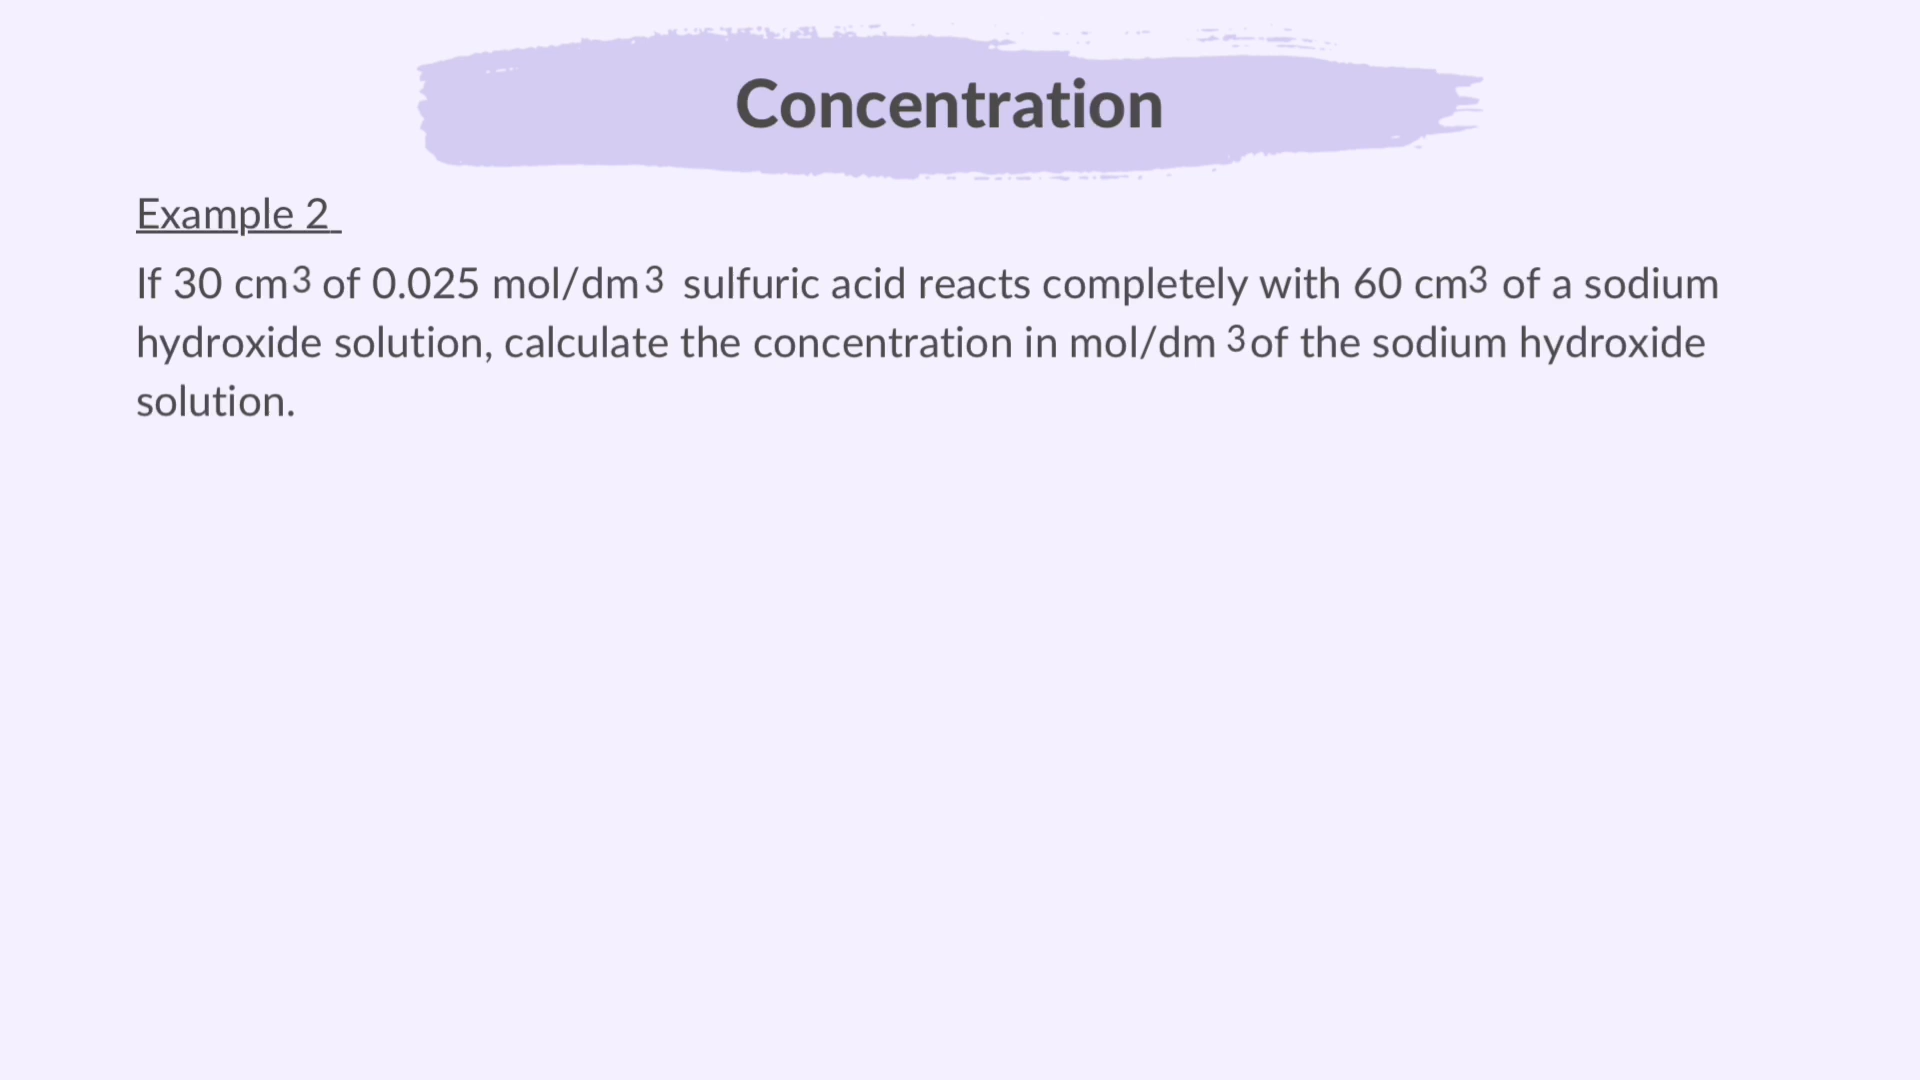 Concentration
Example 2
If 30 cm3 of 0.025 mol/dm3 sulfuric acid reacts completely with 60 cm3 of a sodium
hydroxide solution, calculate the concentration in mol/dm 3of the sodium hydroxide
solution.